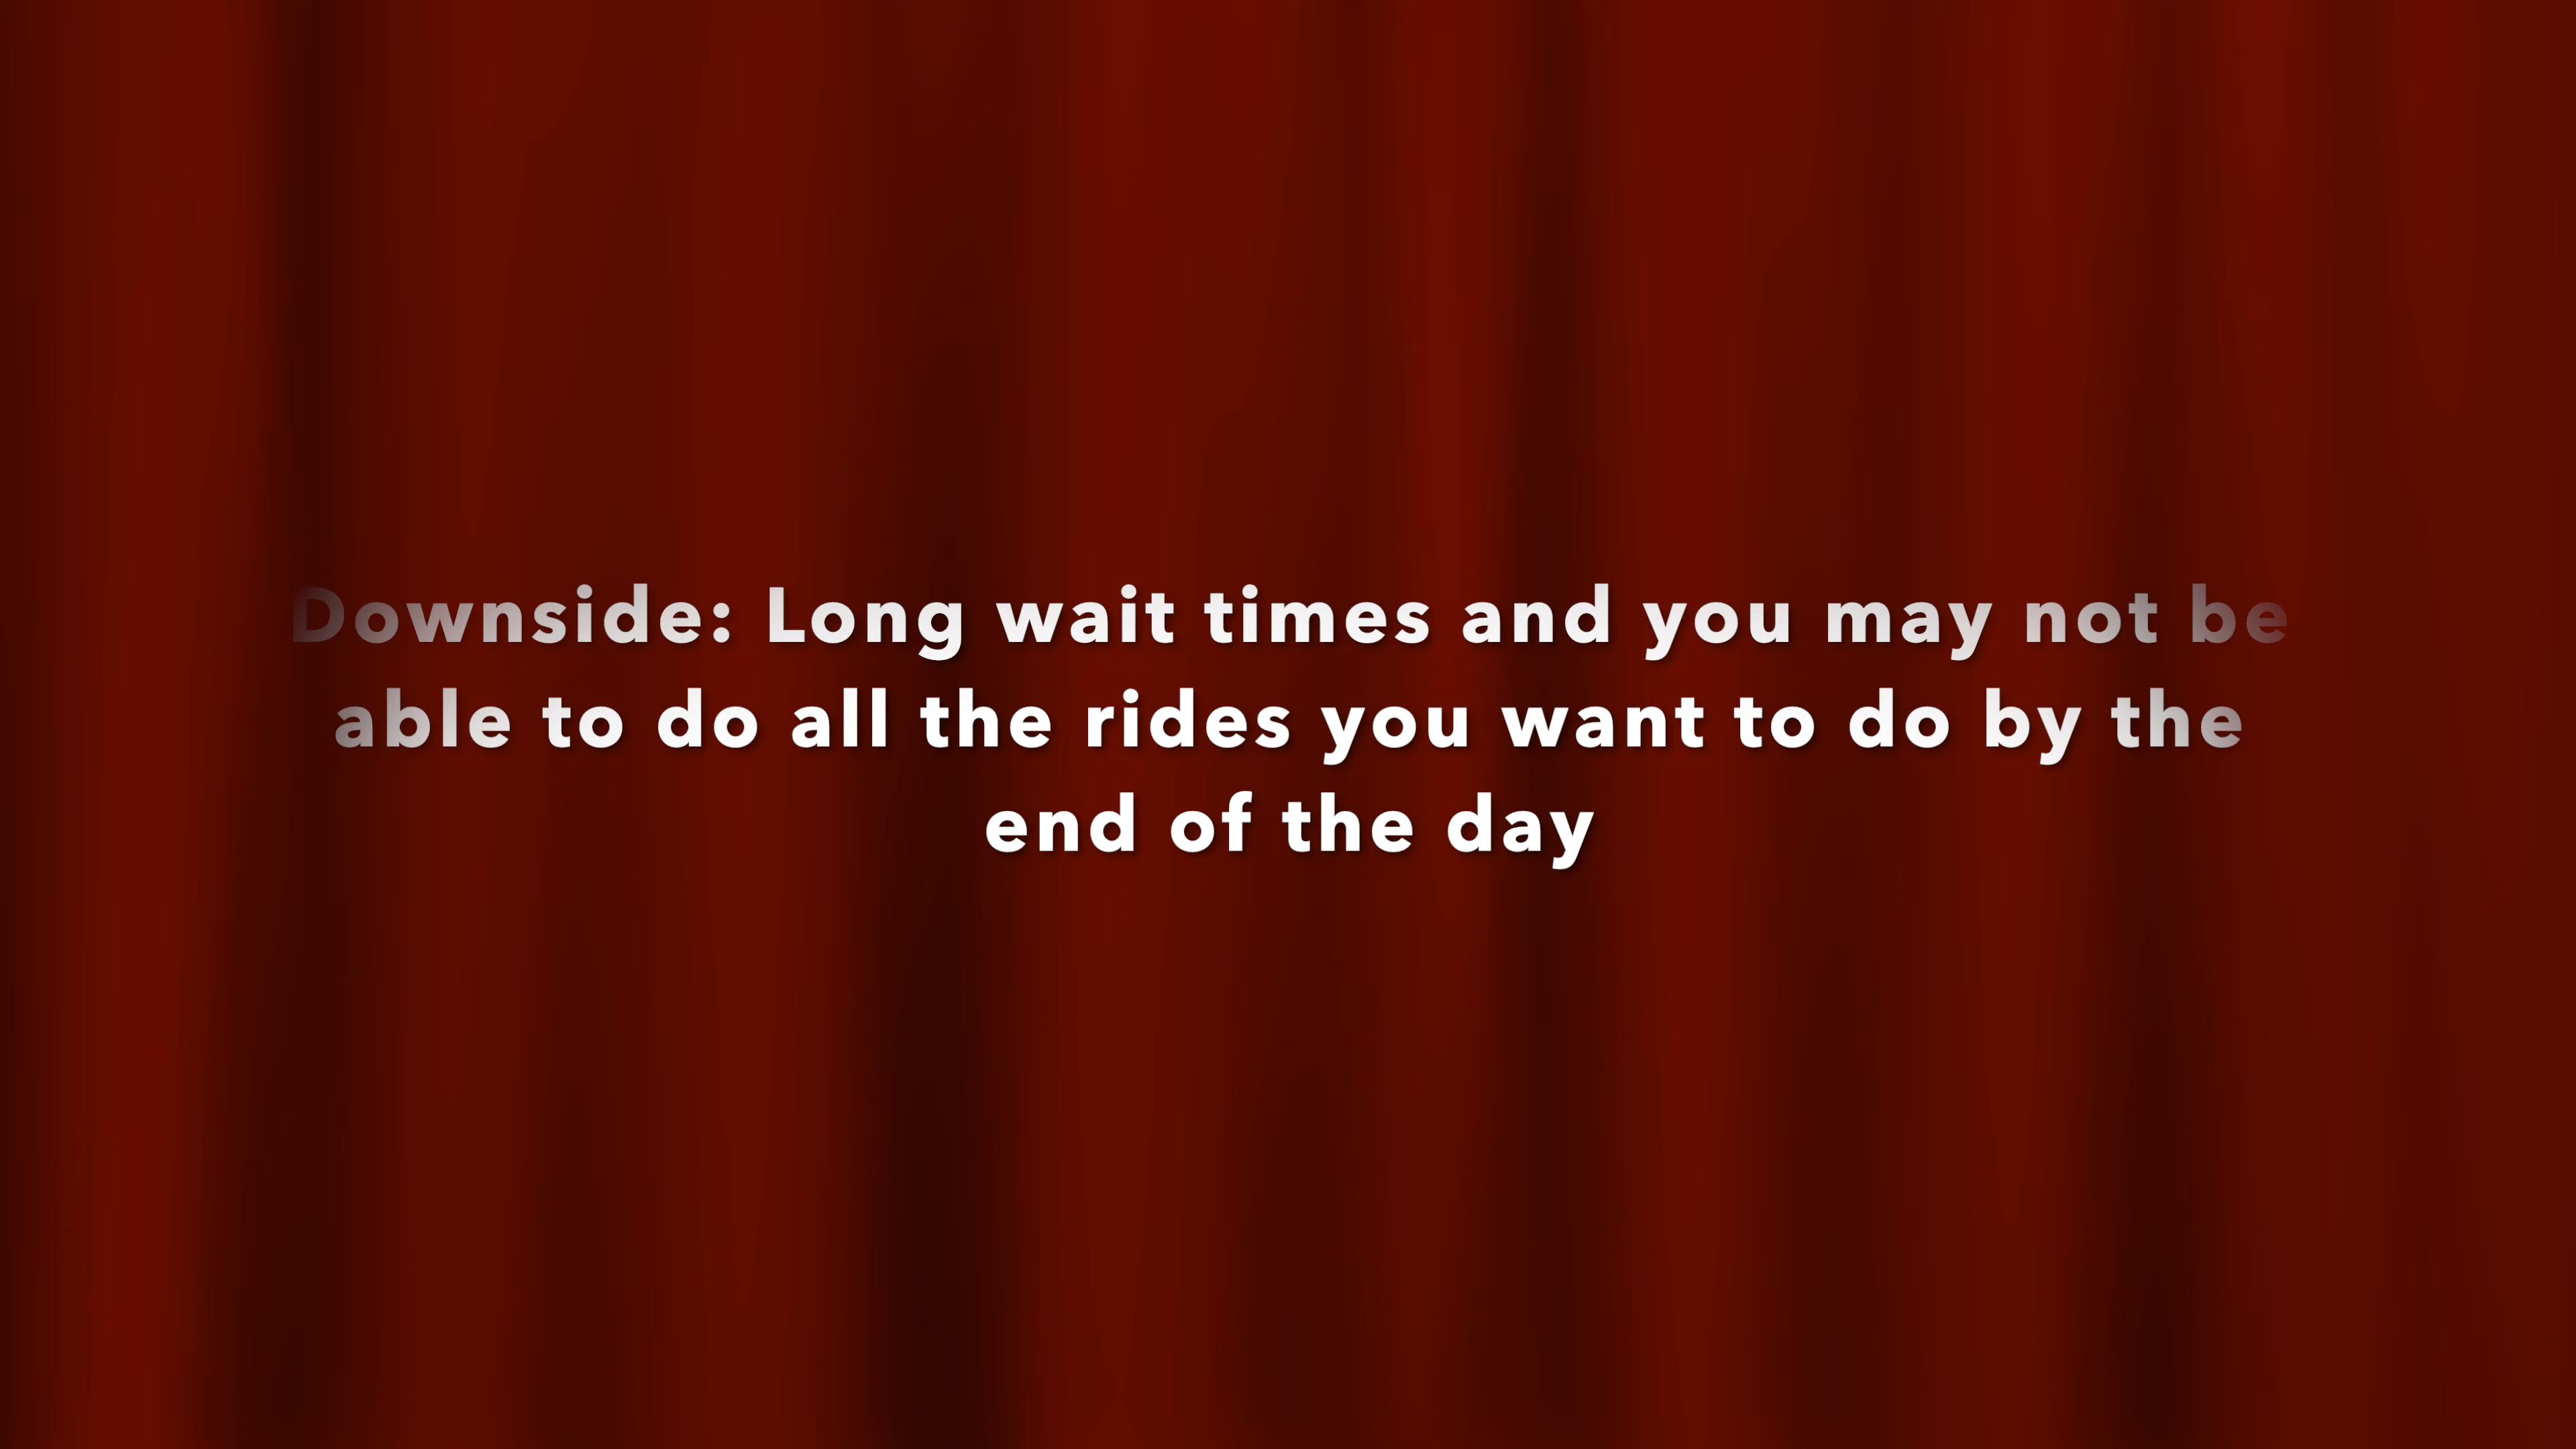 Downside: Long wait times and you may not be
able to do all the rides you want to do by the
end of the day